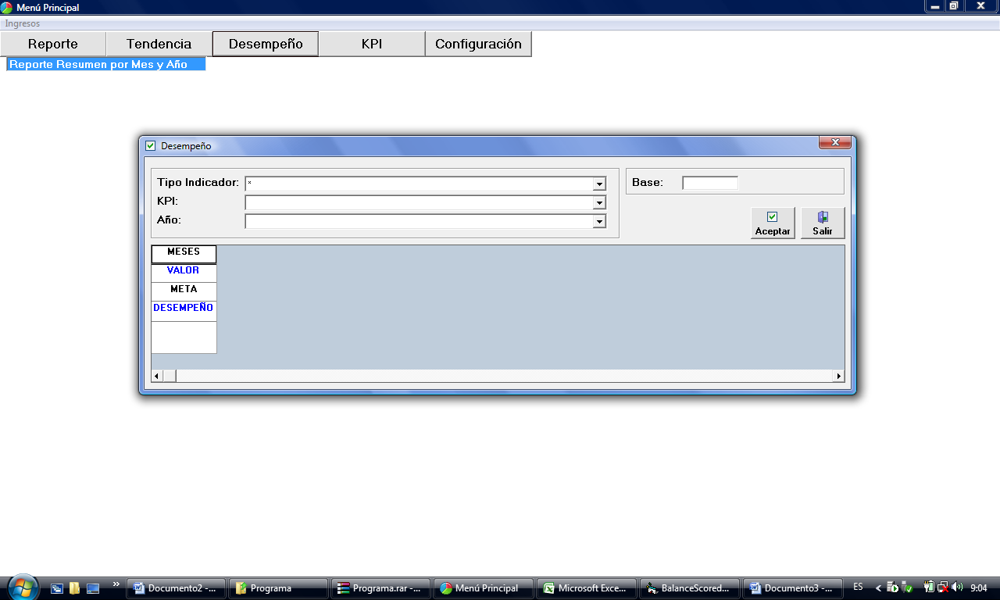 Menú Principal
Ingresos
Reporte Tendencia Desempeño KPI Configuración
Reporte Resumen por Mes y Año
Desempeño
Tipo Indicador: * Base:
KPI:
Año:
Aceptar Salir
MESES
VALOR
META
DESEMPEÑO
» Documento2 -... Programa Programa.rar -... Menú Principal Microsoft Exce... BalanceScored... Documento3 -... ES < 9:04